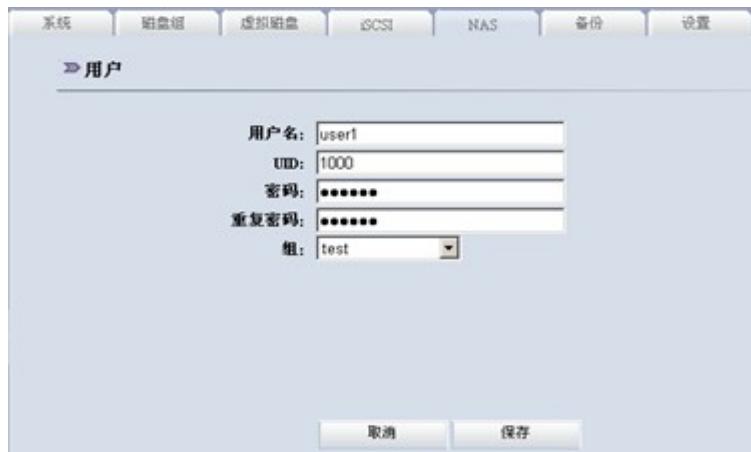 系统 磁盘组 虚拟磁盘 iSCSI NAS 备份 设置
用户
用户名: user1
UID: 1000
密码: ●●●●●●
重复密码: ●●●●●●
组: test
取消 保存